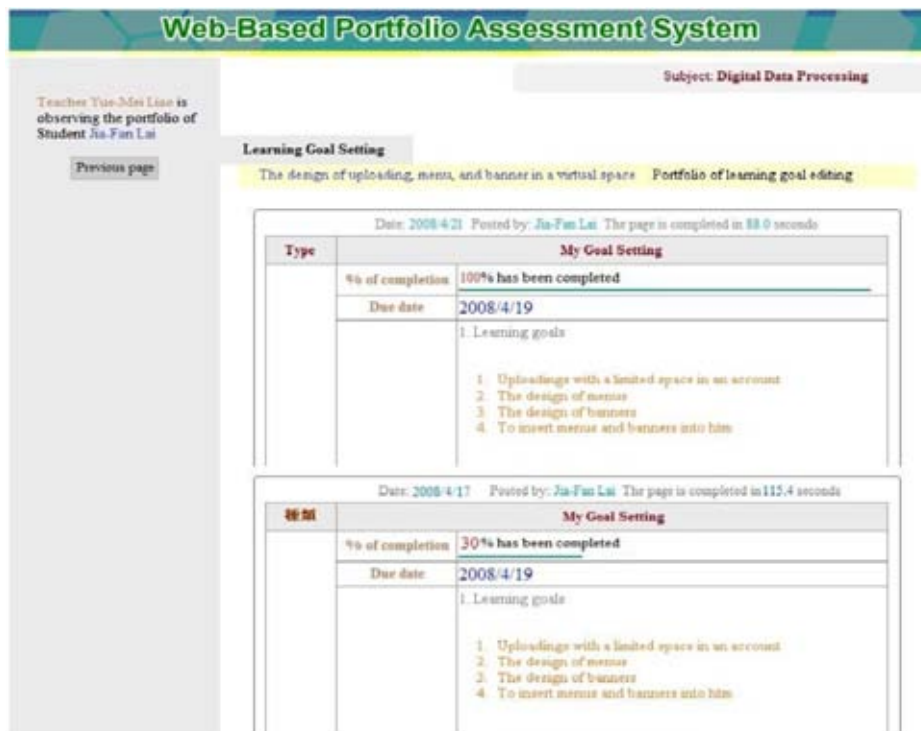 Web-Based Portfolio Assessment System
Subject: Digital Data Processing
Teacher Yue-Mei Liao is
observing the portfolio of
Student Jia-Fan Lai
Previous page
Learning Goal Setting
The design of uploading, menu, and banner in a virtual space Portfolio of learning goal editing
Date: 2008/4/21 Posted by: Jia-Fan Lai The page is completed in 88.0 seconds
Type My Goal Setting
% of completion 100% has been completed
Due date 2008/4/19
1. Learning goals
1. Uploadings with a limited space in an account
2. The design of menus
3. The design of banners
4. To insert menus and banners into him
Date: 2008/4/17 Posted by: Jia-Fan Lai The page is completed in 115.4 seconds
種類 My Goal Setting
% of completion 30% has been completed
Due date 2008/4/19
1. Learning goals
1. Uploadings with a limited space in an account
2. The design of menus
3. The design of banners
4. To insert menus and banners into him